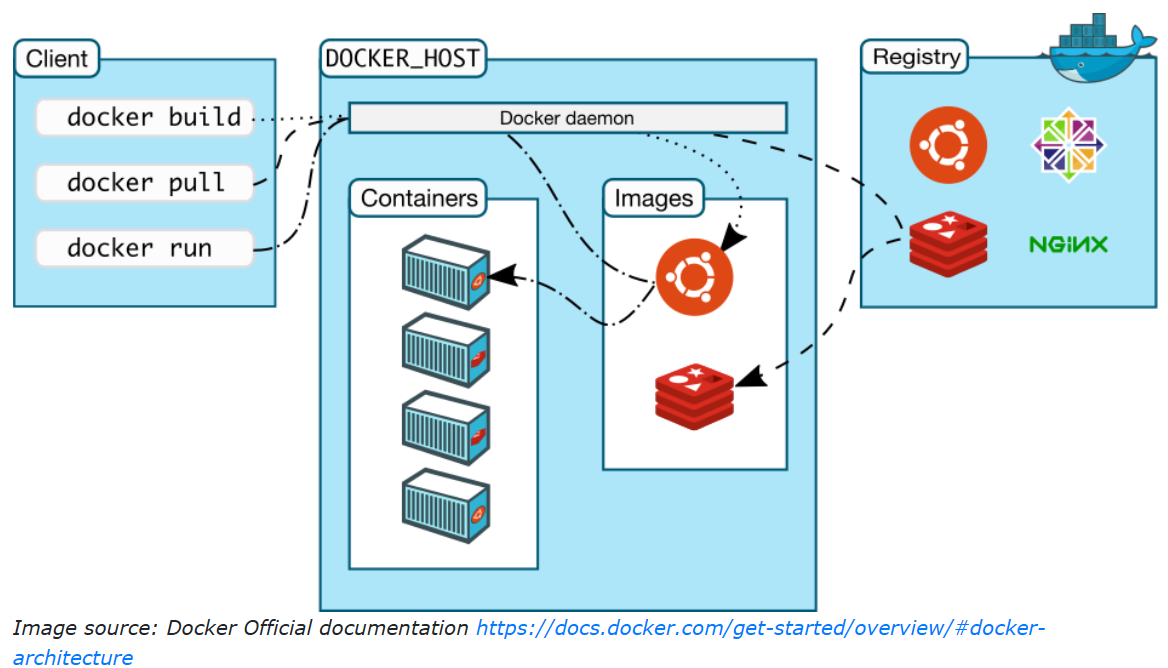 Client
docker build
docker pull
docker run
DOCKER_HOST
Docker daemon
Containers
Images
Registry
NGINX
Image source: Docker Official documentation https://docs.docker.com/get-started/overview/#docker-
architecture